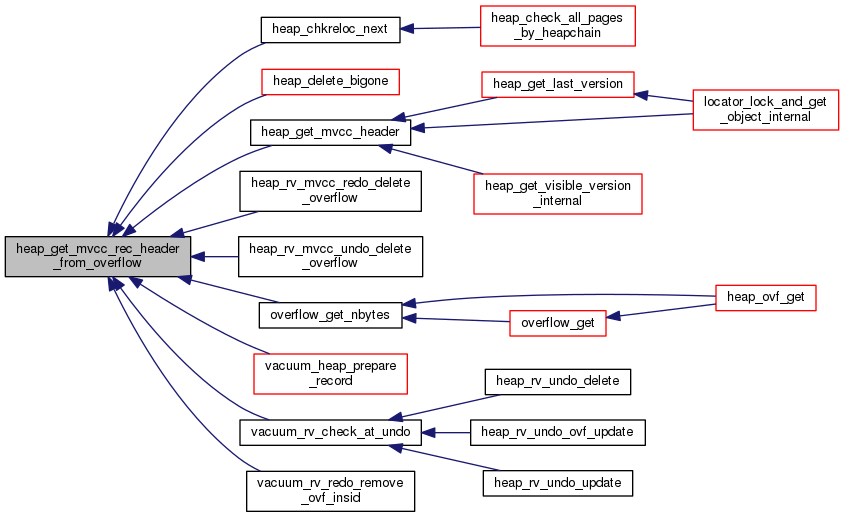 heap_chkreloc_next
heap_check_all_pages
_by_heapchain
heap_delete_bigone
heap_get_last_version
locator_lock_and_get
_object_internal
heap_get_mvcc_header
heap_rv_mvcc_redo_delete
_overflow
heap_get_visible_version
_internal
heap_get_mvcc_rec_header
_from_overflow
heap_rv_mvcc_undo_delete
_overflow
overflow_get_nbytes
heap_ovf_get
overflow_get
vacuum_heap_prepare
_record
heap_rv_undo_delete
vacuum_rv_check_at_undo
heap_rv_undo_ovf_update
vacuum_rv_redo_remove
_ovf_insid
heap_rv_undo_update